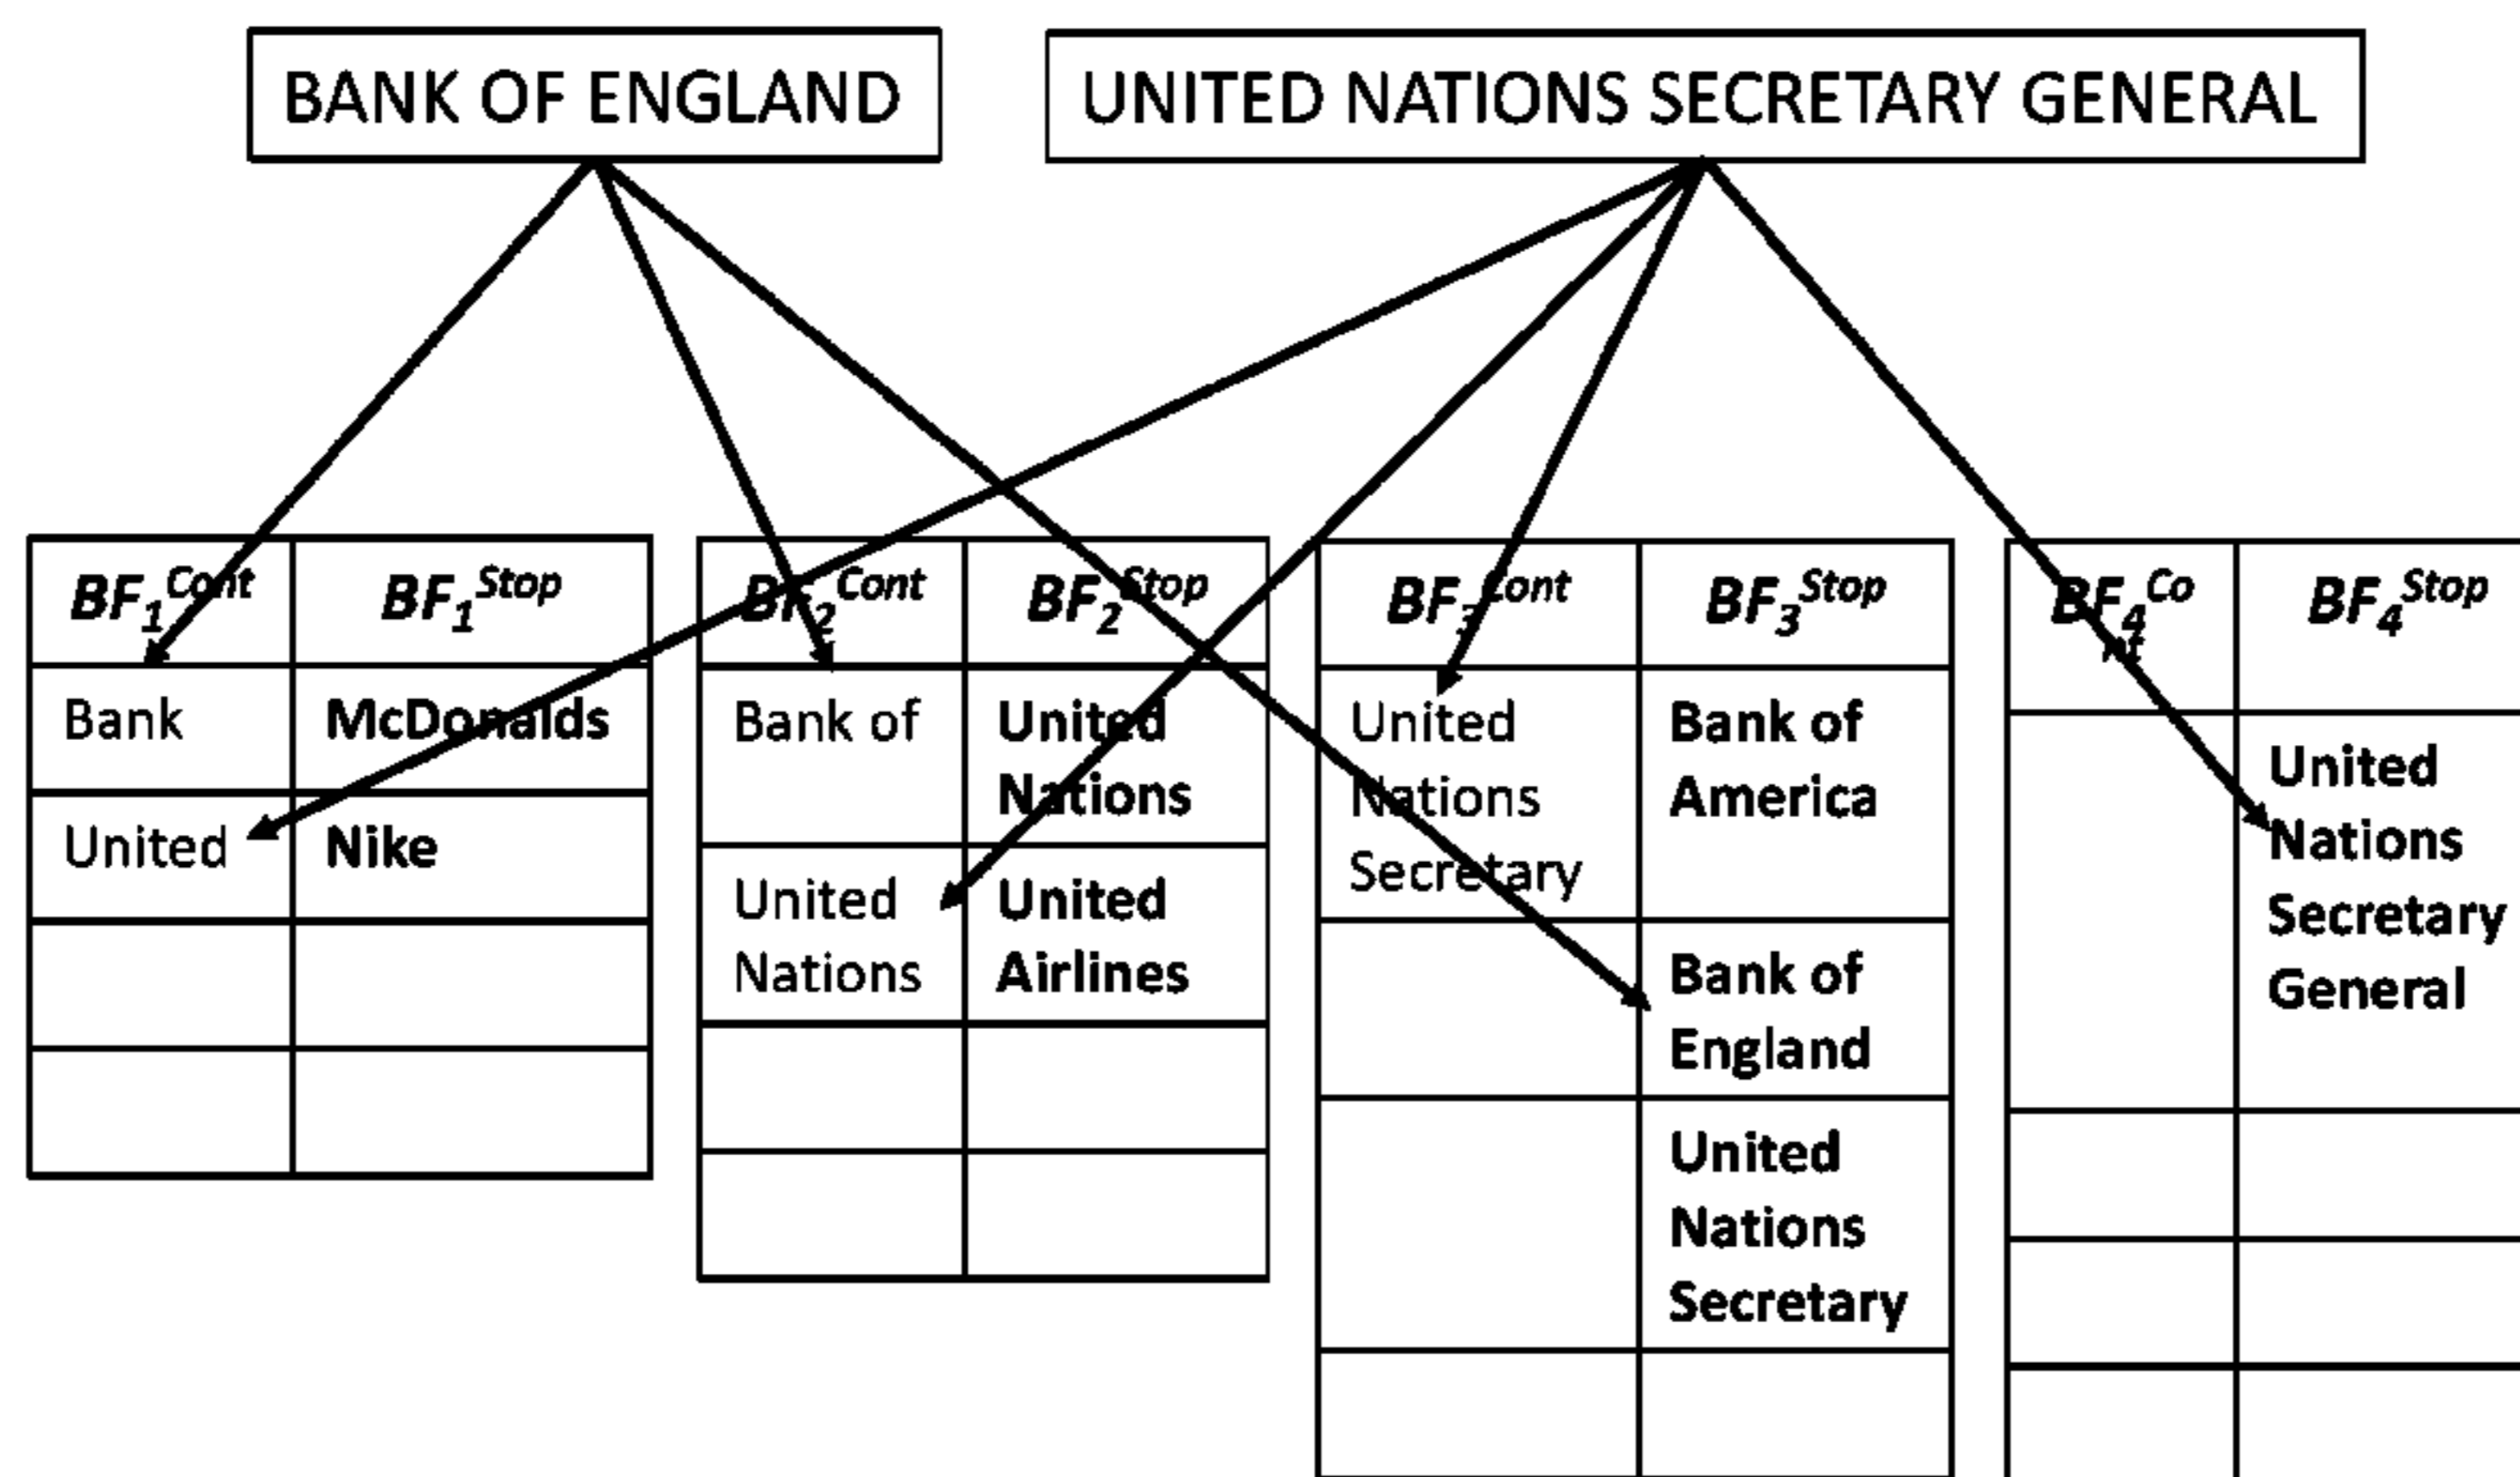 BANK OF ENGLAND
UNITED NATIONS SECRETARY GENERAL
BF1Cont
BF1Stop
Bank
McDonalds
United
Nike
BF2Cont
BF2Stop
Bank of
United
Nations
United
Nations
United
Airlines
BF3Cont
BF3Stop
United
Nations
Secretary
Bank of
America
Bank of
England
United
Nations
Secretary
BF4Co
nt
BF4Stop
United
Nations
Secretary
General